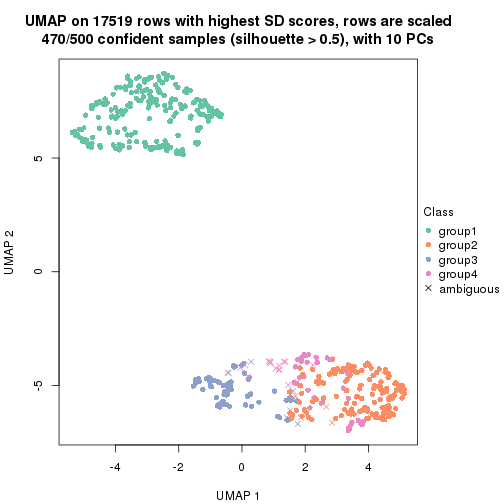 UMAP on 17519 rows with highest SD scores, rows are scaled
470/500 confident samples (silhouette > 0.5), with 10 PCs
5
0
-5
UMAP 2
-4
-2
0
2
4
UMAP 1
Class
group1
group2
group3
group4
ambiguous